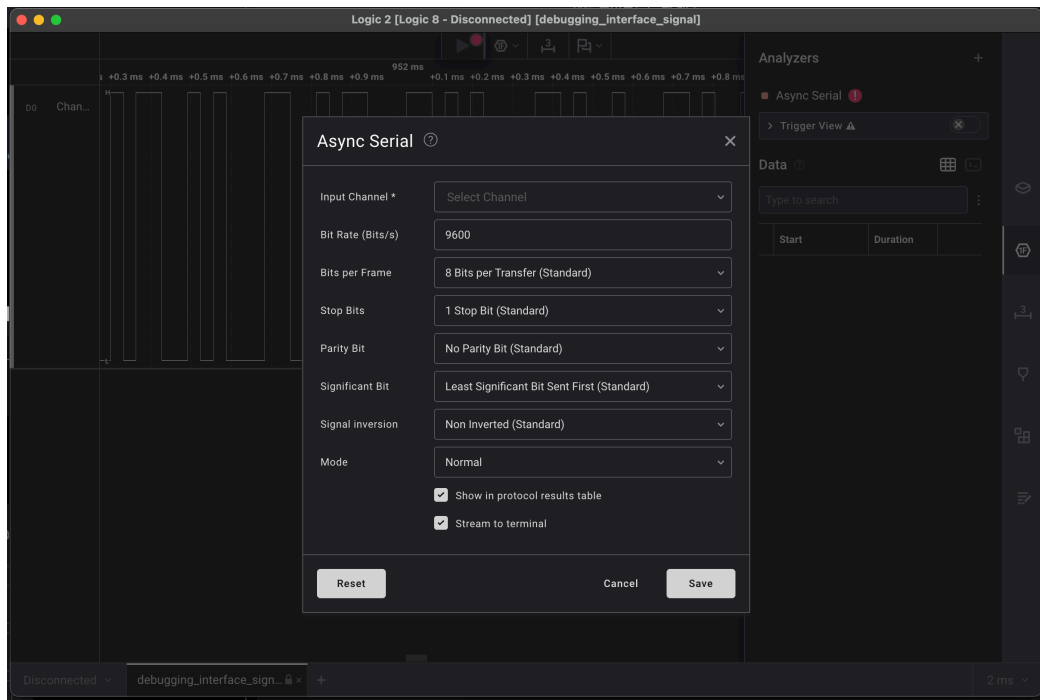 Logic 2 [Logic 8 - Disconnected] [debugging_interface_signal]
952 ms
+0.3 ms +0.4 ms +0.5 ms +0.6 ms +0.7 ms +0.8 ms +0.9 ms +0.1 ms +0.2 ms +0.3 ms +0.4 ms +0.5 ms +0.6 ms +0.7 ms +0.8 ms
D0 Chan...
H
L
Analyzers +
Async Serial !
Trigger View
Data ?
Type to search
Start Duration
Async Serial ?
Input Channel * Select Channel
Bit Rate (Bits/s) 9600
Bits per Frame 8 Bits per Transfer (Standard)
Stop Bits 1 Stop Bit (Standard)
Parity Bit No Parity Bit (Standard)
Significant Bit Least Significant Bit Sent First (Standard)
Signal inversion Non Inverted (Standard)
Mode Normal
Show in protocol results table
Stream to terminal
Reset Cancel Save
Disconnected debugging_interface_sign... × + 2 ms